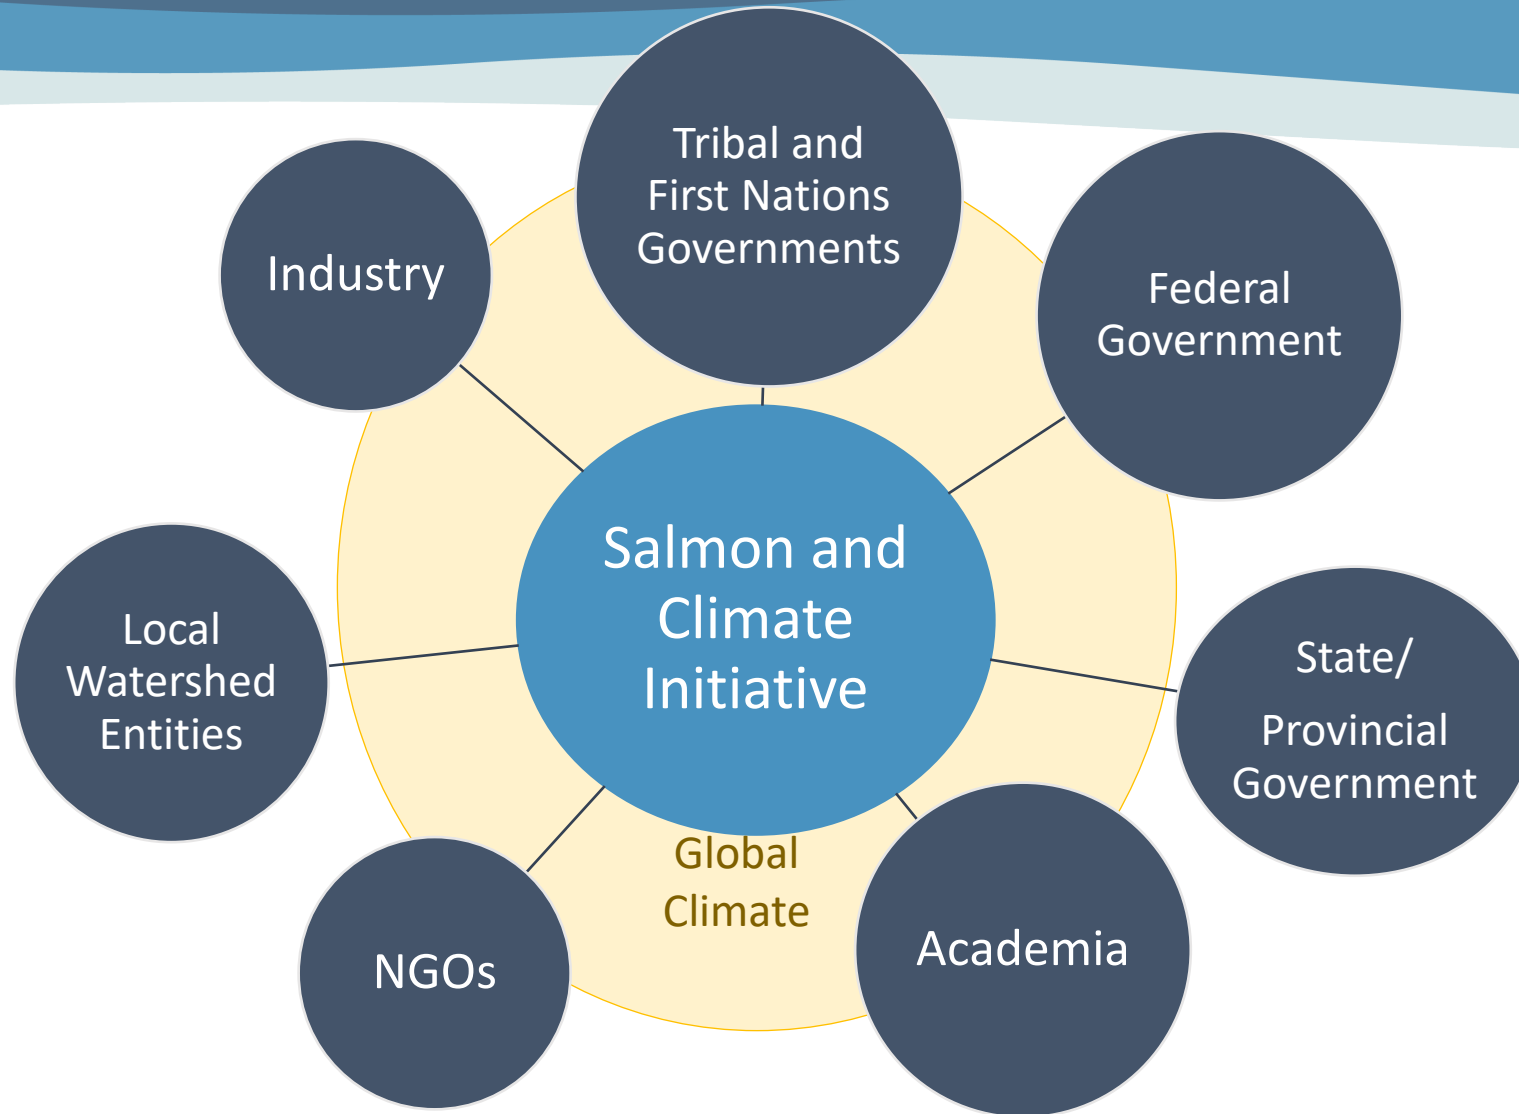 Tribal and
First Nations
Governments
Industry
Federal
Government
Salmon and
Climate
Initiative
Local
Watershed
Entities
State/
Provincial
Government
Global
Climate
NGOs
Academia